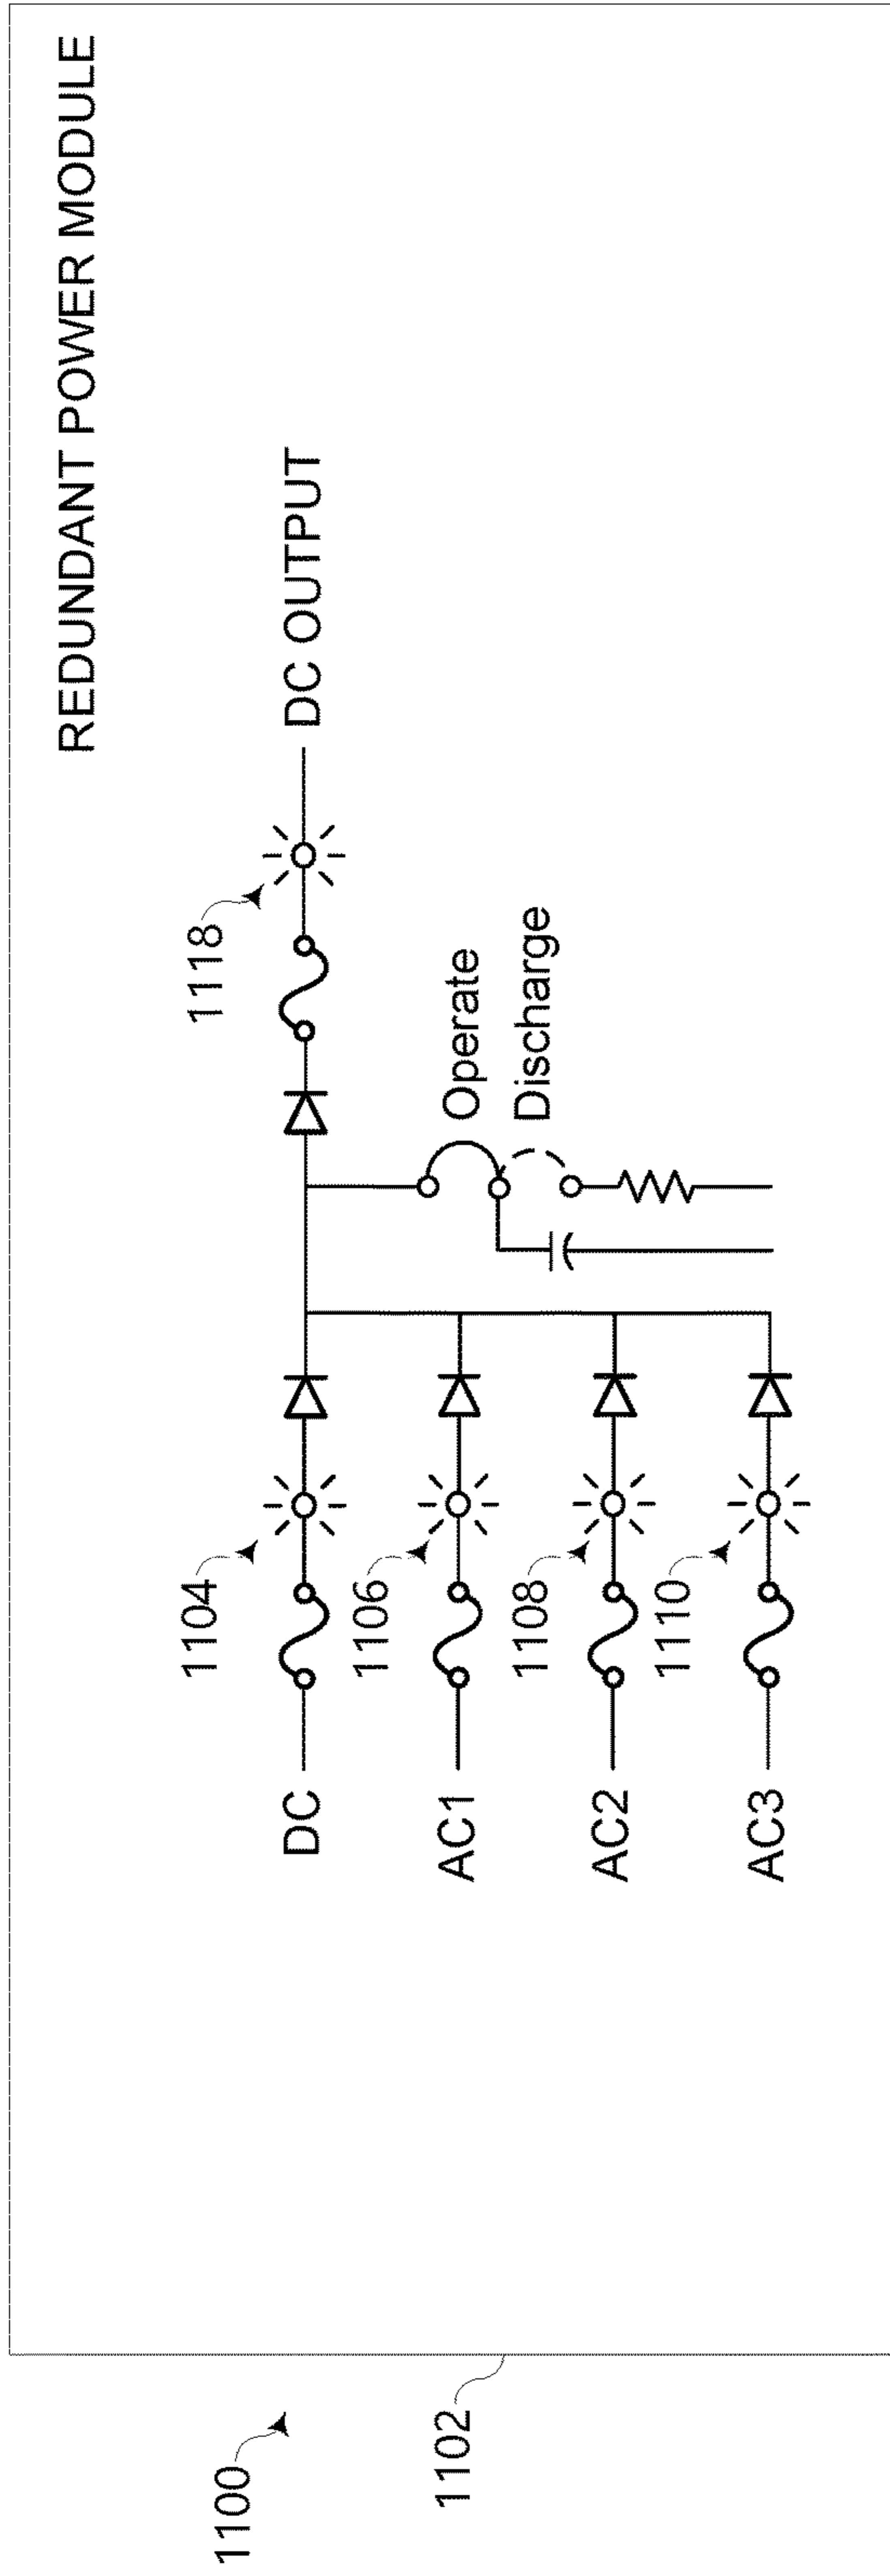 REDUNDANT POWER MODULE
1104
1118
DC
DC OUTPUT
1106
AC1
Operate
Discharge
1108
AC2
1110
AC3
1100
1102